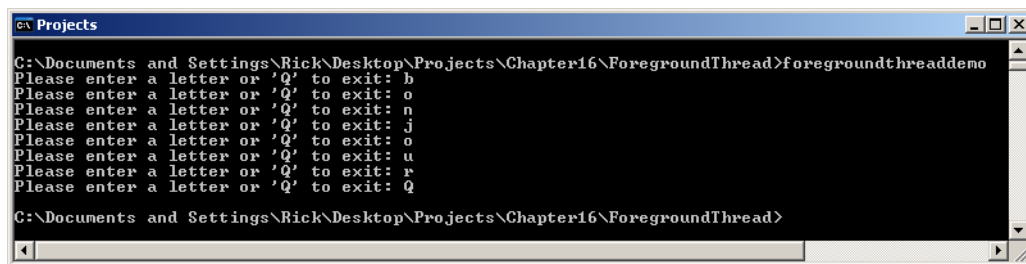 Projects
C:\Documents and Settings\Rick\Desktop\Projects\Chapter16\ForegroundThread>foregroundthreaddemo
Please enter a letter or 'Q' to exit: b
Please enter a letter or 'Q' to exit: o
Please enter a letter or 'Q' to exit: n
Please enter a letter or 'Q' to exit: j
Please enter a letter or 'Q' to exit: o
Please enter a letter or 'Q' to exit: u
Please enter a letter or 'Q' to exit: r
Please enter a letter or 'Q' to exit: Q
C:\Documents and Settings\Rick\Desktop\Projects\Chapter16\ForegroundThread>